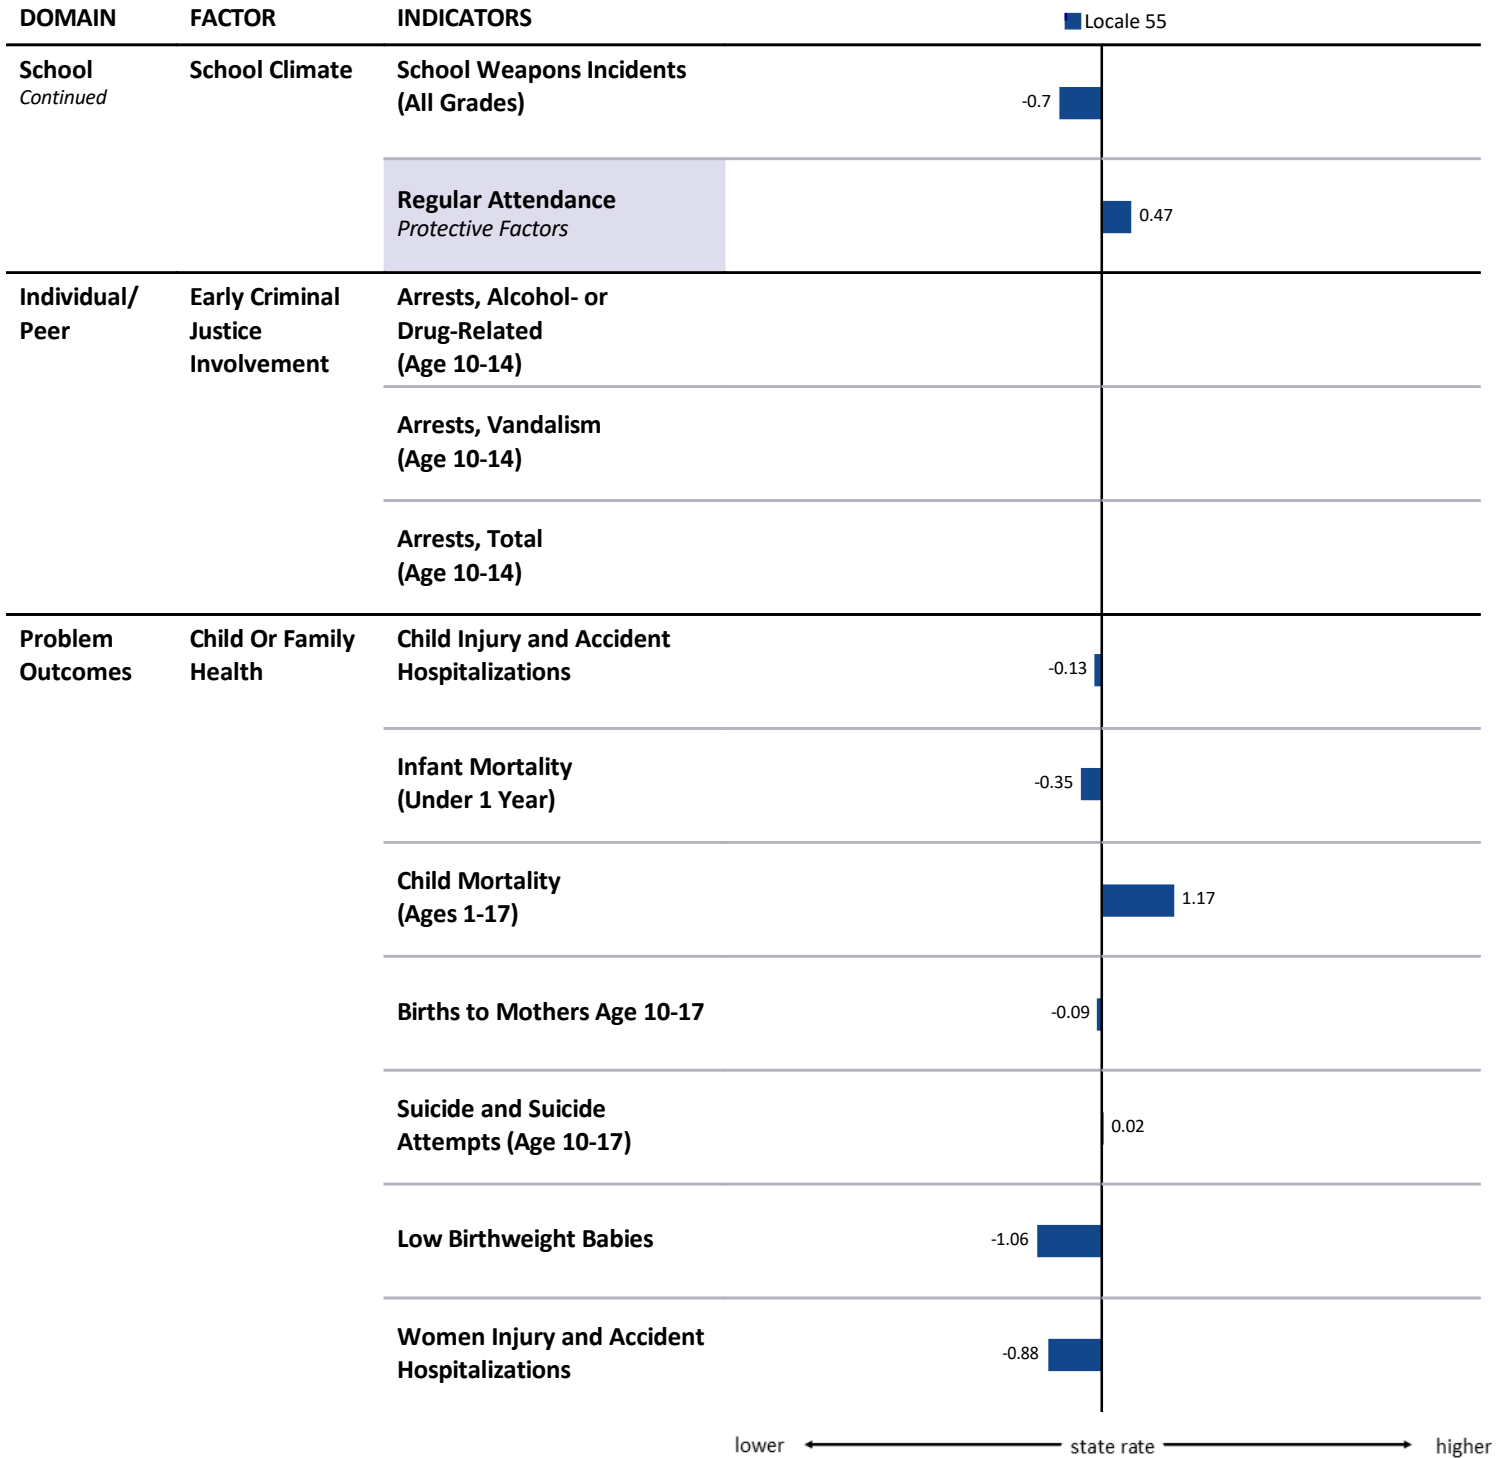 DOMAIN FACTOR INDICATORS Locale 55
School School Climate School Weapons Incidents
Continued (All Grades)
-0.7
Regular Attendance
Protective Factors
0.47
Individual/ Early Criminal Arrests, Alcohol- or
Peer Justice Drug-Related
Involvement (Age 10-14)
Arrests, Vandalism
(Age 10-14)
Arrests, Total
(Age 10-14)
Problem Child Or Family Child Injury and Accident
Outcomes Health Hospitalizations
-0.13
Infant Mortality
(Under 1 Year)
-0.35
Child Mortality
(Ages 1-17)
1.17
Births to Mothers Age 10-17
-0.09
Suicide and Suicide
Attempts (Age 10-17)
0.02
Low Birthweight Babies
-1.06
Women Injury and Accident
Hospitalizations
-0.88
lower state rate higher